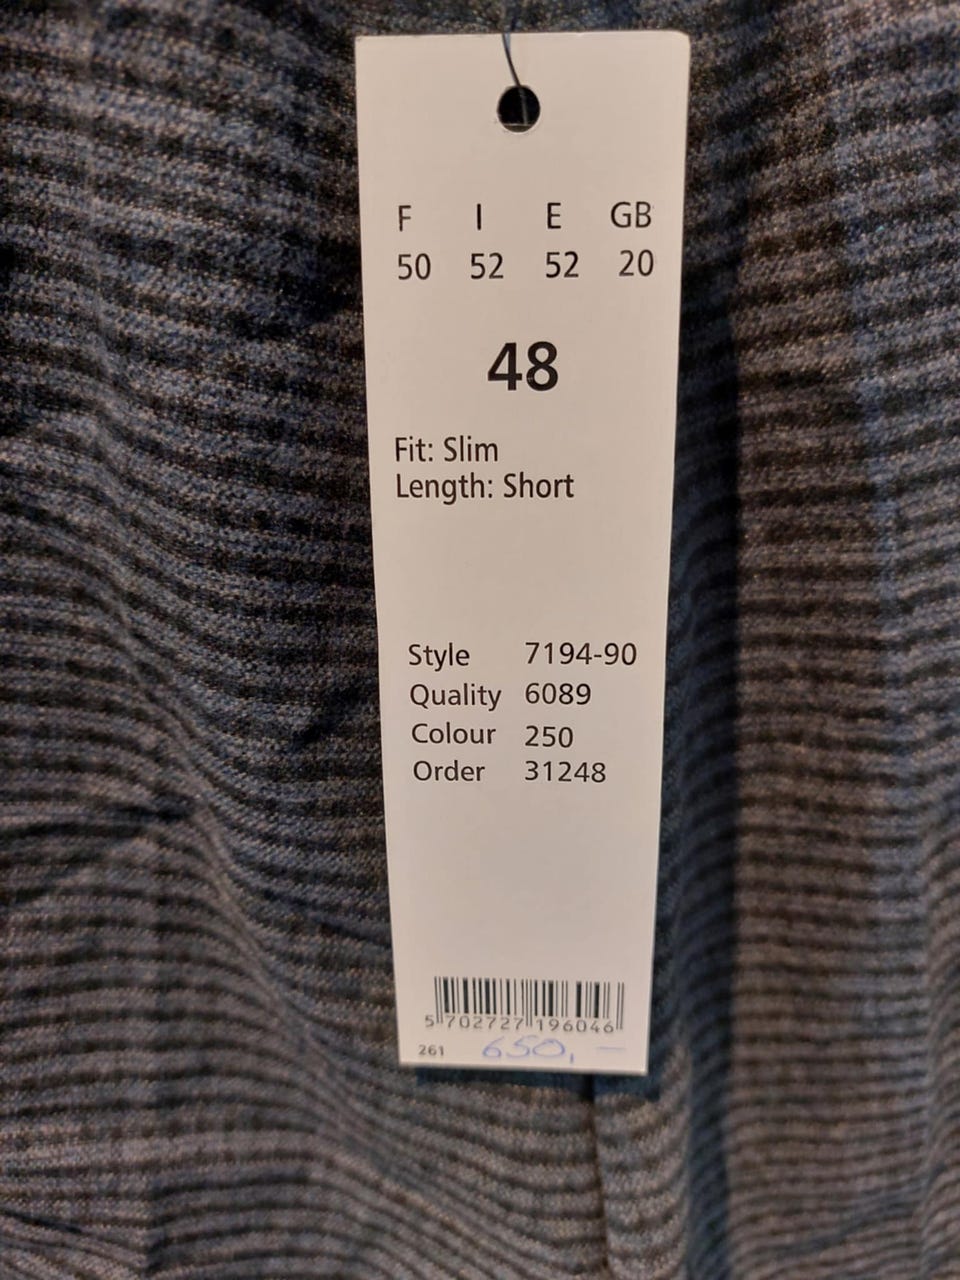 F I E GB
50 52 52 20
48
Fit: Slim
Length: Short
Style 7194-90
Quality 6089
Colour 250
Order 31248
5 702727 196046
261 650,-